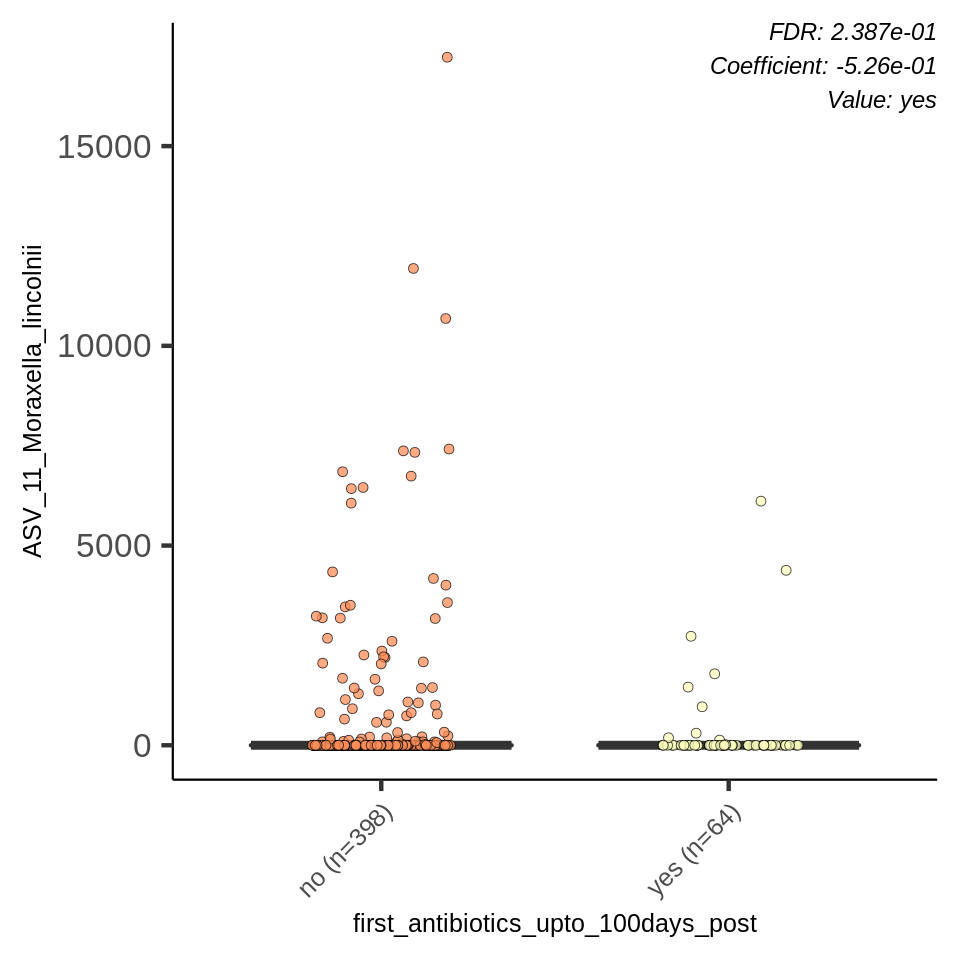 FDR: 2.387e-01
Coefficient: -5.26e-01
Value: yes
ASV_11_Moraxella_lincolnii
15000
10000
5000
0
no (n=398)
yes (n=64)
first_antibiotics_upto_100days_post